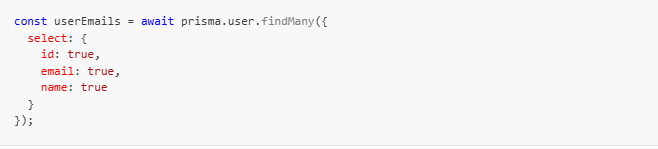 const userEmails = await prisma.user.findMany({
  select: {
    id: true,
    email: true,
    name: true
  }
});